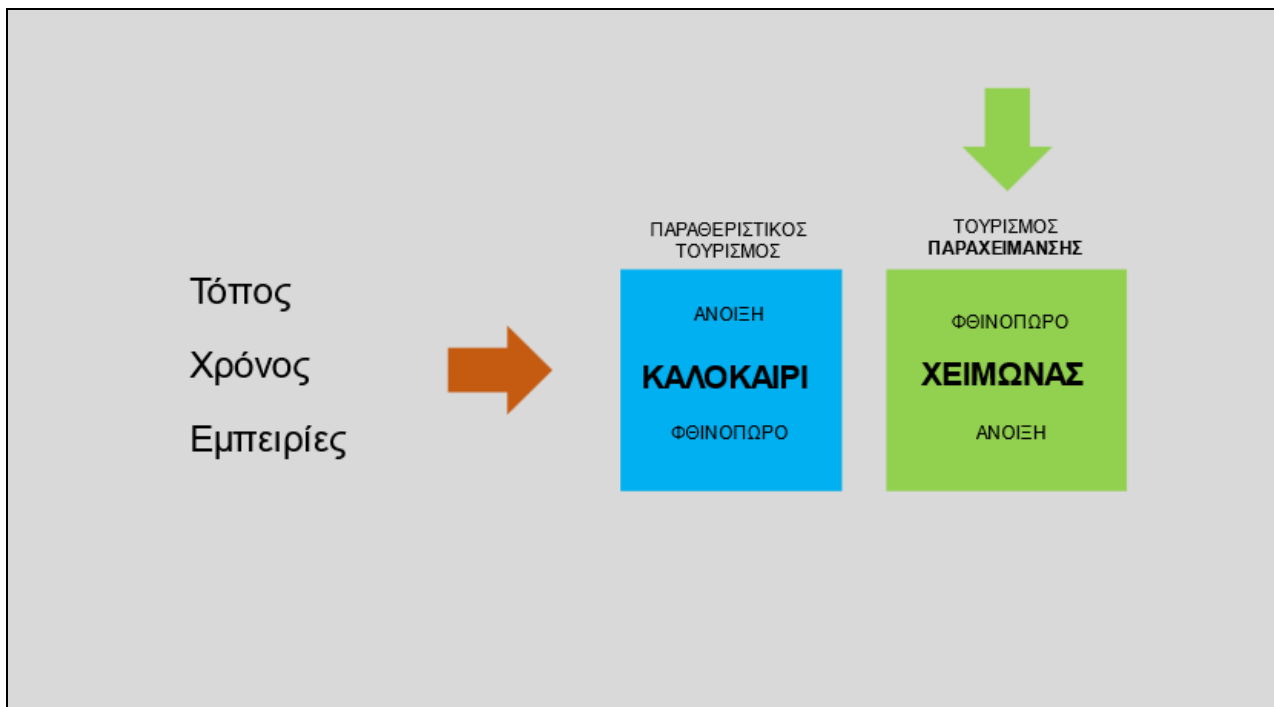 Τόπος
Χρόνος
Εμπειρίες
ΠΑΡΑΘΕΡΙΣΤΙΚΟΣ
ΤΟΥΡΙΣΜΟΣ
ΑΝΟΙΞΗ
ΚΑΛΟΚΑΙΡΙ
ΦΘΙΝΟΠΩΡΟ
ΤΟΥΡΙΣΜΟΣ
ΠΑΡΑΧΕΙΜΑΝΣΗΣ
ΦΘΙΝΟΠΩΡΟ
ΧΕΙΜΩΝΑΣ
ΑΝΟΙΞΗ